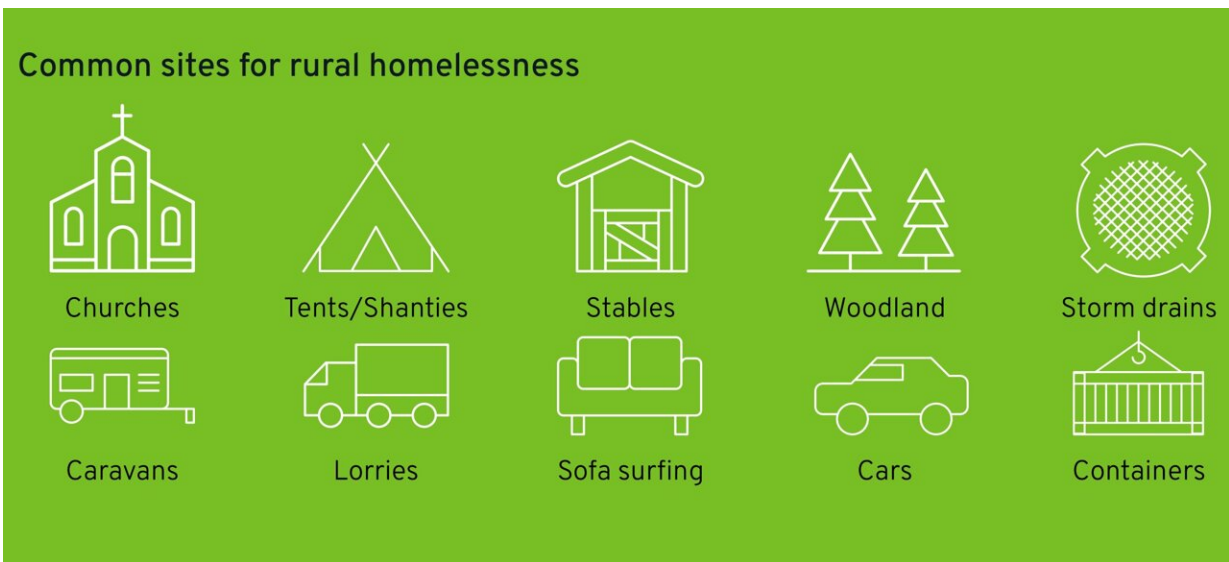 Common sites for rural homelessness
Churches
Tents/Shanties
Stables
Woodland
Storm drains
Caravans
Lorries
Sofa surfing
Cars
Containers